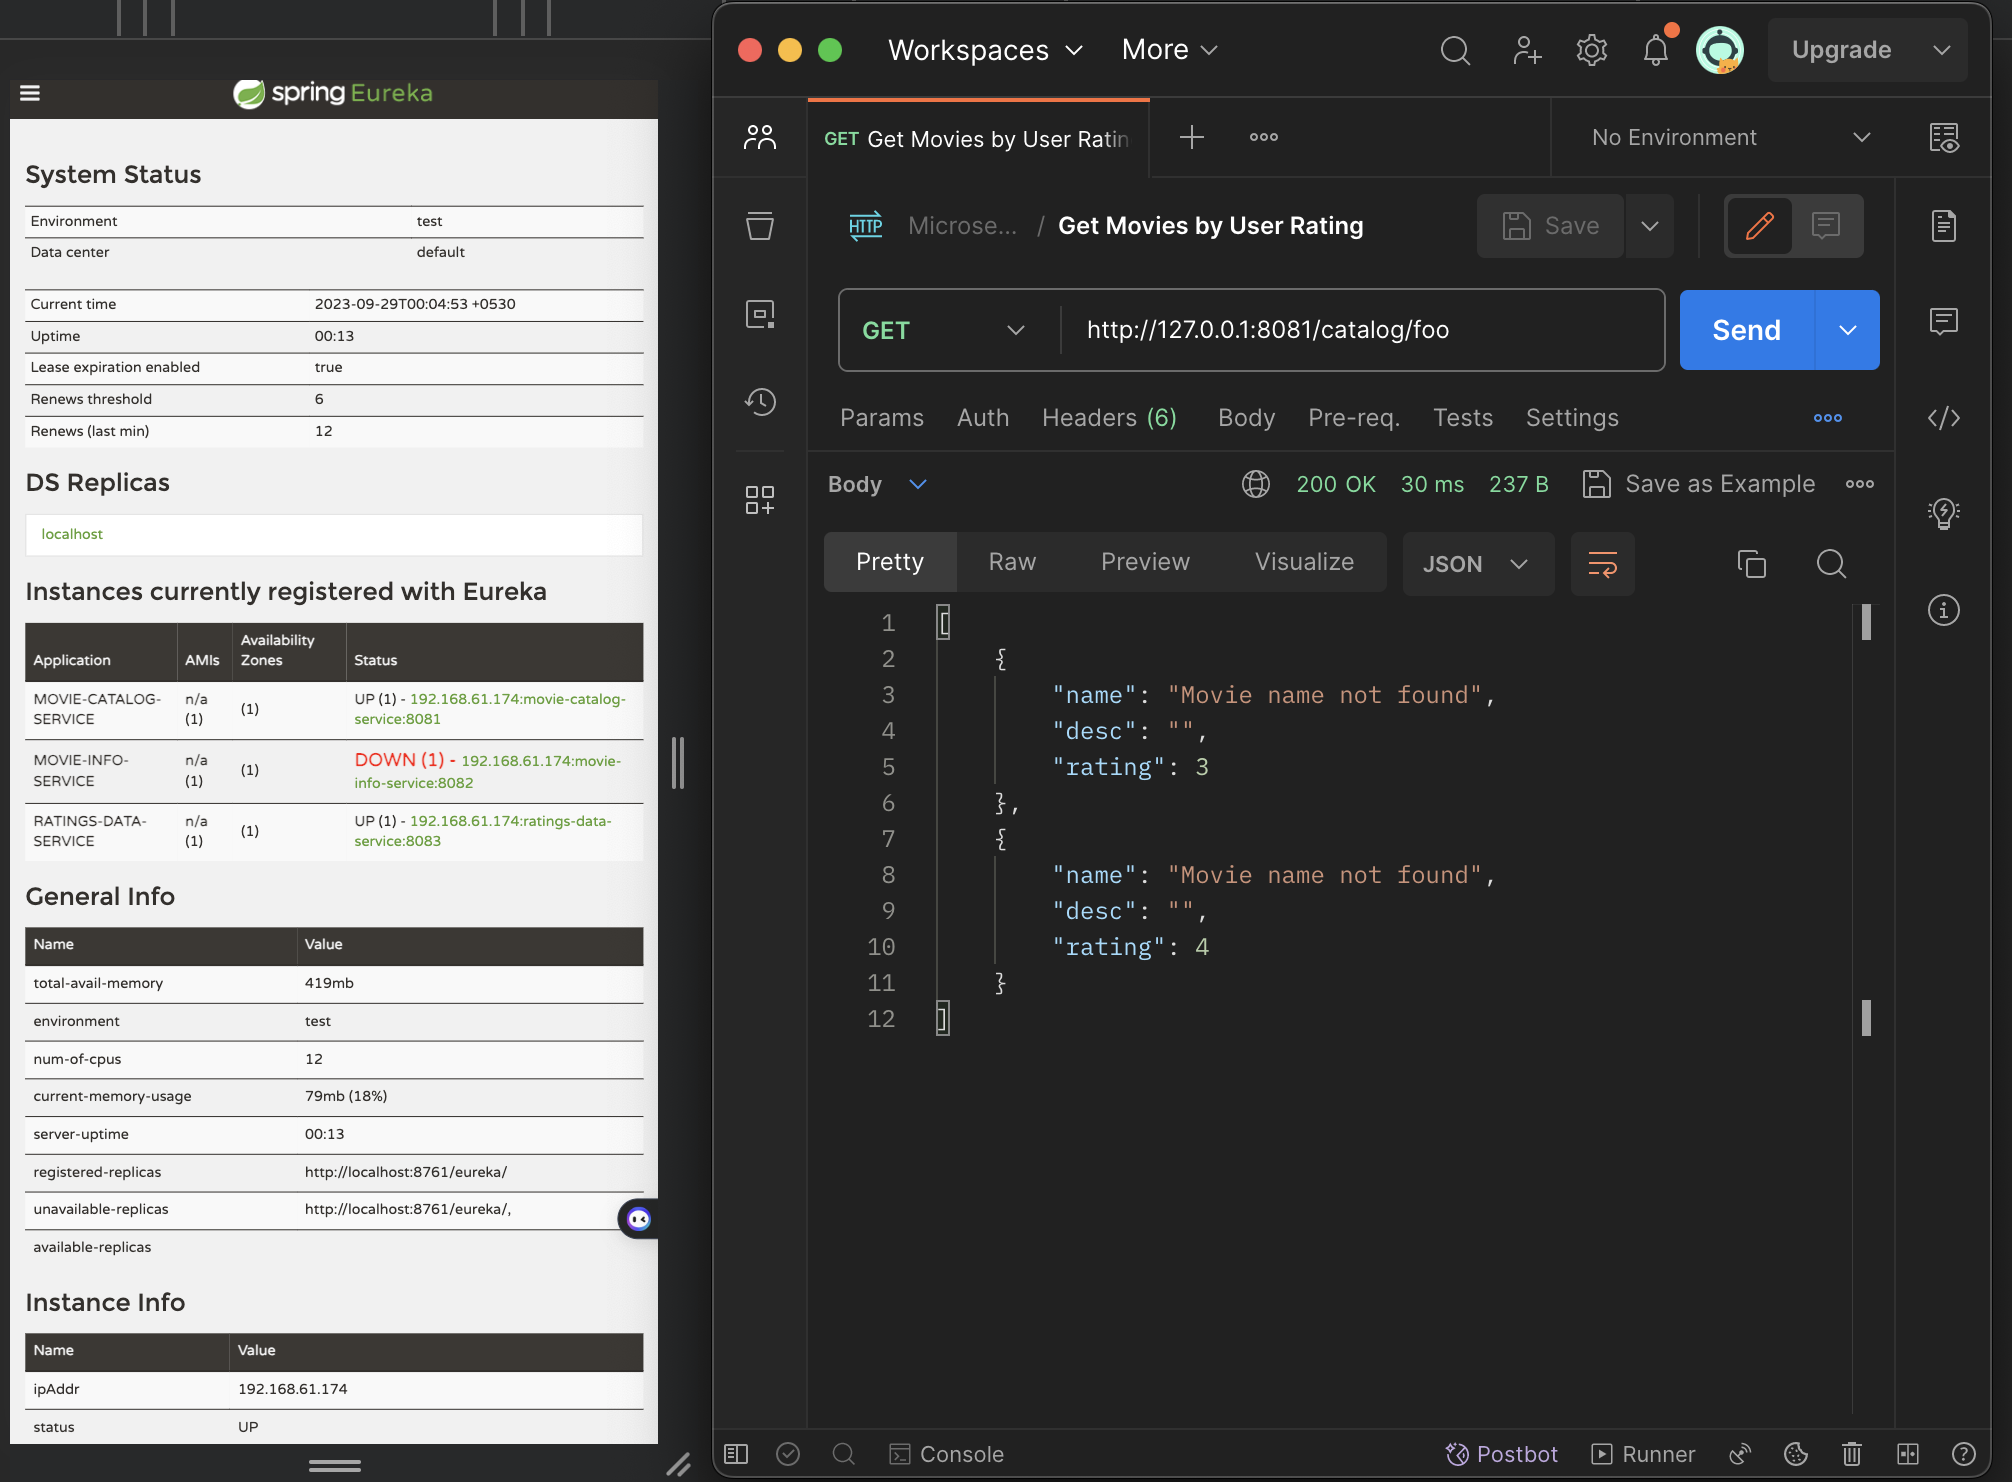 spring Eureka
System Status
Environment test
Data center default
Current time 2023-09-29T00:04:53 +0530
Uptime 00:13
Lease expiration enabled true
Renews threshold 6
Renews (last min) 12
DS Replicas
localhost
Instances currently registered with Eureka
Application AMIs Availability Zones Status
MOVIE-CATALOG-SERVICE n/a (1) (1) UP (1) - 192.168.61.174:movie-catalog-service:8081
MOVIE-INFO-SERVICE n/a (1) (1) DOWN (1) - 192.168.61.174:movie-info-service:8082
RATINGS-DATA-SERVICE n/a (1) (1) UP (1) - 192.168.61.174:ratings-data-service:8083
General Info
Name Value
total-avail-memory 419mb
environment test
num-of-cpus 12
current-memory-usage 79mb (18%)
server-uptime 00:13
registered-replicas http://localhost:8761/eureka/
unavailable-replicas http://localhost:8761/eureka/,
available-replicas
Instance Info
Name Value
ipAddr 192.168.61.174
status UP
Workspaces More Upgrade
GET Get Movies by User Ratin No Environment
HTTP Microse... / Get Movies by User Rating Save
GET http://127.0.0.1:8081/catalog/foo Send
Params Auth Headers (6) Body Pre-req. Tests Settings
Body 200 OK 30 ms 237 B Save as Example
Pretty Raw Preview Visualize JSON
1 [
2 {
3 "name": "Movie name not found",
4 "desc": "",
5 "rating": 3
6 },
7 {
8 "name": "Movie name not found",
9 "desc": "",
10 "rating": 4
11 }
12 ]
Console Postbot Runner